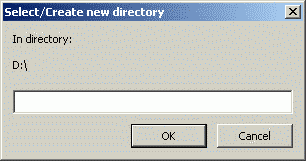 Select/Create new directory
In directory:
D:\
OK
Cancel